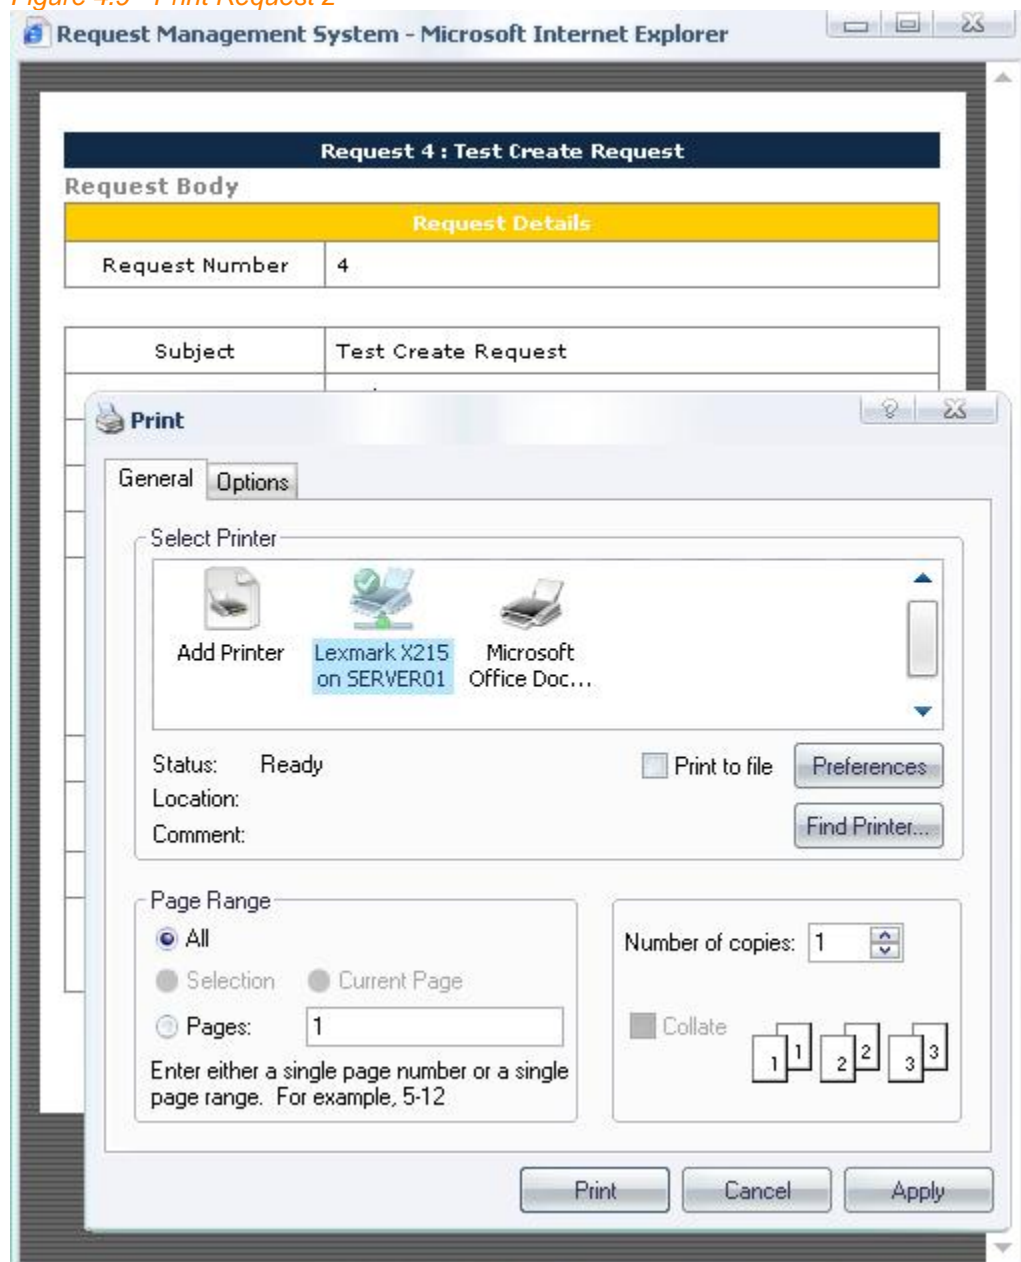 Figure 4.5 - Print Request 2
Request Management System - Microsoft Internet Explorer
Request 4 : Test Create Request
Request Body
Request Details
Request Number 4
Subject Test Create Request
Print
General Options
Select Printer
Add Printer
Lexmark X215 on SERVER01
Microsoft Office Doc...
Status: Ready
Print to file
Preferences
Location:
Comment:
Find Printer...
Page Range
All
Selection Current Page
Pages: 1
Enter either a single page number or a single
page range. For example, 5-12
Number of copies: 1
Collate
1 1 2 2 3 3
Print Cancel Apply